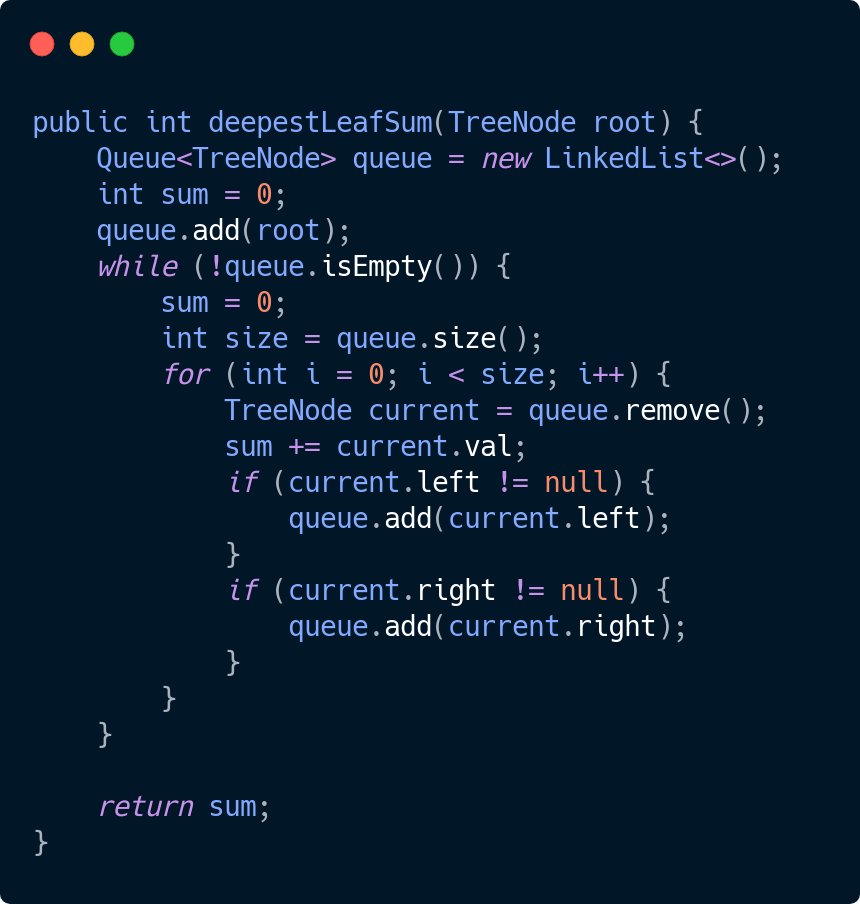 public int deepestLeafSum(TreeNode root) {
    Queue<TreeNode> queue = new LinkedList<>();
    int sum = 0;
    queue.add(root);
    while (!queue.isEmpty()) {
        sum = 0;
        int size = queue.size();
        for (int i = 0; i < size; i++) {
            TreeNode current = queue.remove();
            sum += current.val;
            if (current.left != null) {
                queue.add(current.left);
            }
            if (current.right != null) {
                queue.add(current.right);
            }
        }
    }

    return sum;
}